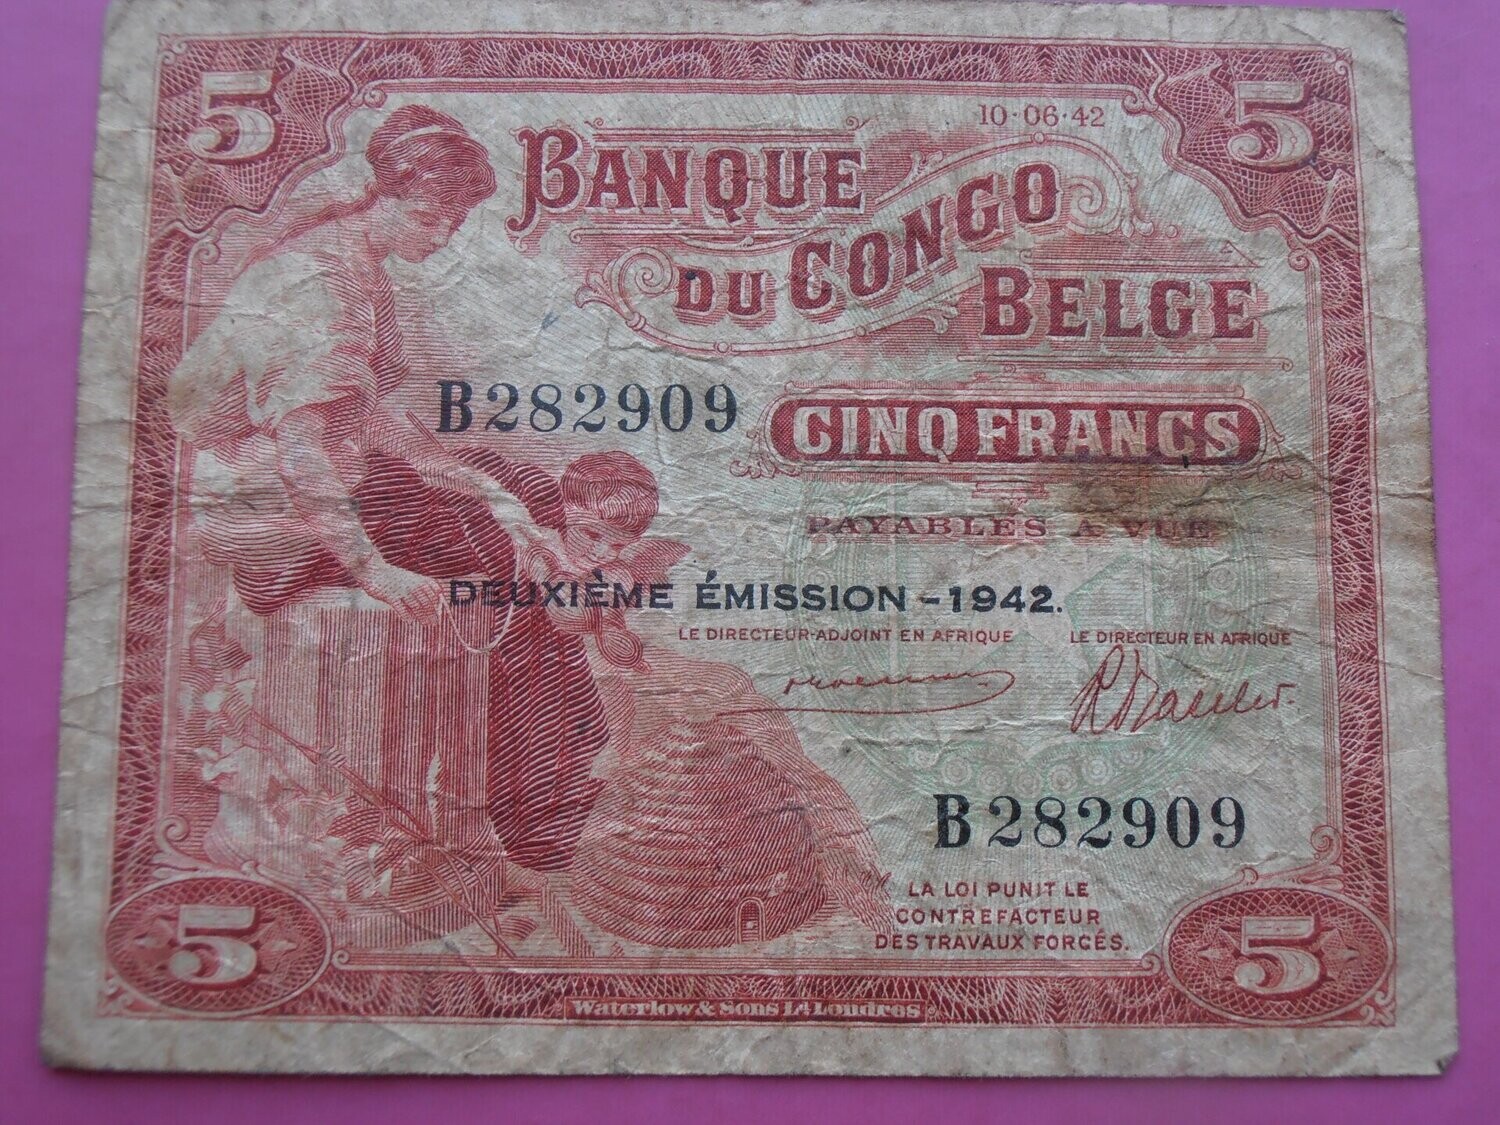 5
5
10·06·42
BANQUE
DU CONGO
BELGE
B282909
CINQ FRANCS
PAYABLES A VUE
DEUXIÈME ÉMISSION - 1942.
LE DIRECTEUR-ADJOINT EN AFRIQUE
LE DIRECTEUR EN AFRIQUE
B282909
LA LOI PUNIT LE
CONTREFACTEUR
DES TRAVAUX FORCÉS.
5
5
Waterlow & Sons Ld Londres